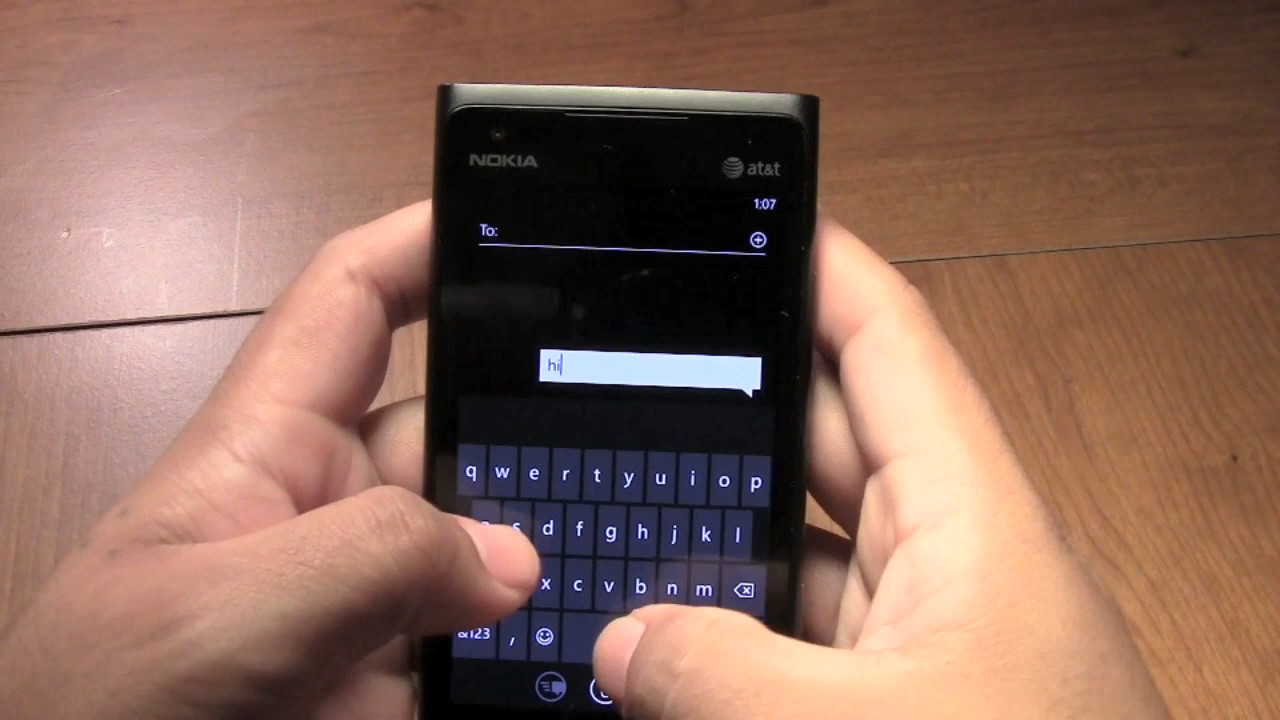 NOKIA
at&t
1:07
To:
hi
q w e r t y u i o p
a s d f g h j k l
x c v b n m
&123 ,